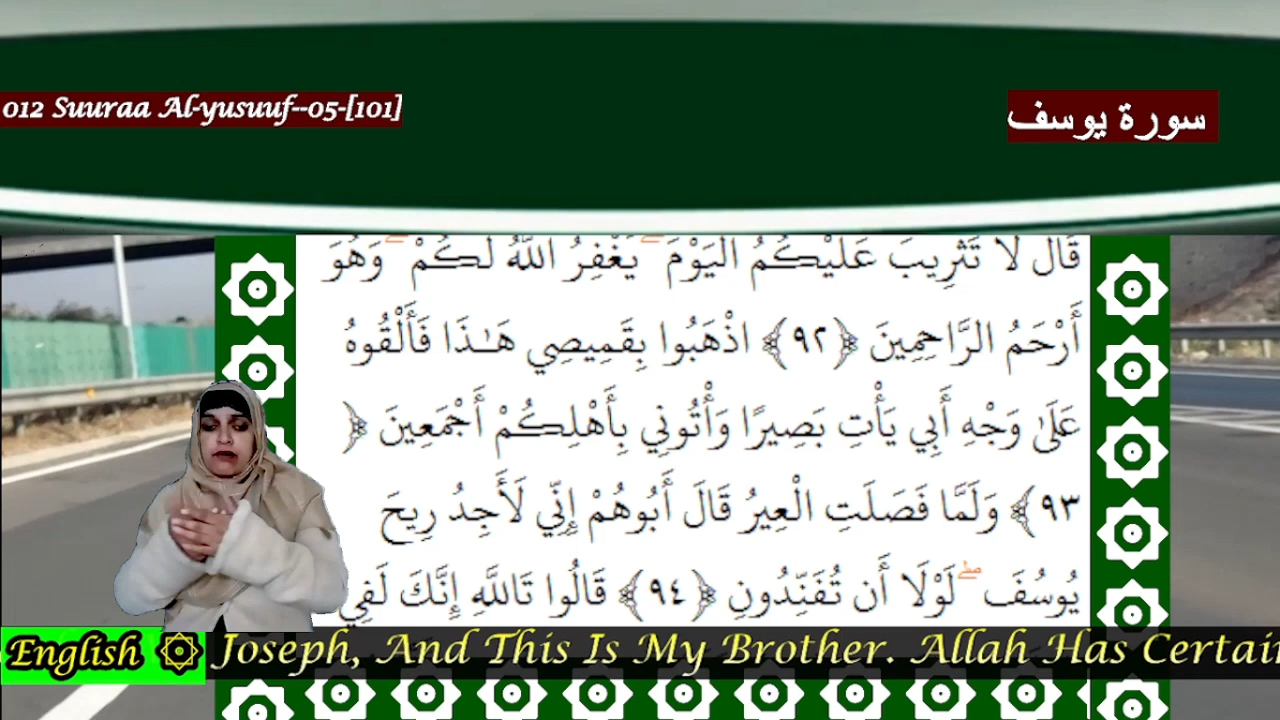 012 Suuraa Al-yusuuf--05-[101]
سورة يوسف
قَالَ لَا تَثْرِيبَ عَلَيْكُمُ الْيَوْمَ ۖ يَغْفِرُ اللَّهُ لَكُمْ ۖ وَهُوَ
أَرْحَمُ الرَّاحِمِينَ ﴿٩٢﴾ اذْهَبُوا بِقَمِيصِي هَـٰذَا فَأَلْقُوهُ
عَلَىٰ وَجْهِ أَبِي يَأْتِ بَصِيرًا وَأْتُونِي بِأَهْلِكُمْ أَجْمَعِينَ ﴿
٩٣﴾ وَلَمَّا فَصَلَتِ الْعِيرُ قَالَ أَبُوهُمْ إِنِّي لَأَجِدُ رِيحَ
يُوسُفَ ۖ لَوْلَا أَن تُفَنِّدُونِ ﴿٩٤﴾ قَالُوا تَاللَّهِ إِنَّكَ لَفِي
English ۞ Joseph, And This Is My Brother. Allah Has Certain